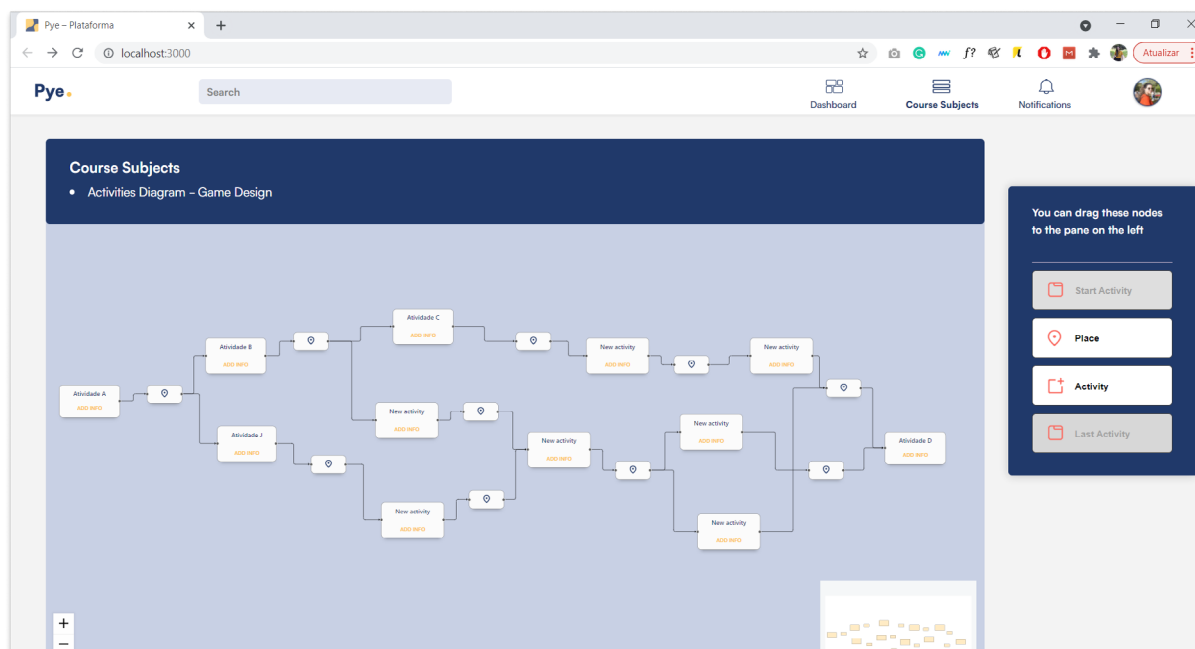 Pye – Plataforma
localhost:3000
Atualizar
Pye.
Search
Dashboard
Course Subjects
Notifications
Course Subjects
Activities Diagram – Game Design
You can drag these nodes
to the pane on the left
Start Activity
Place
Activity
Last Activity
Atividade A
ADD INFO
Atividade B
ADD INFO
Atividade J
ADD INFO
Atividade C
ADD INFO
New activity
ADD INFO
New activity
ADD INFO
New activity
ADD INFO
New activity
ADD INFO
New activity
ADD INFO
New activity
ADD INFO
New activity
ADD INFO
Atividade D
ADD INFO